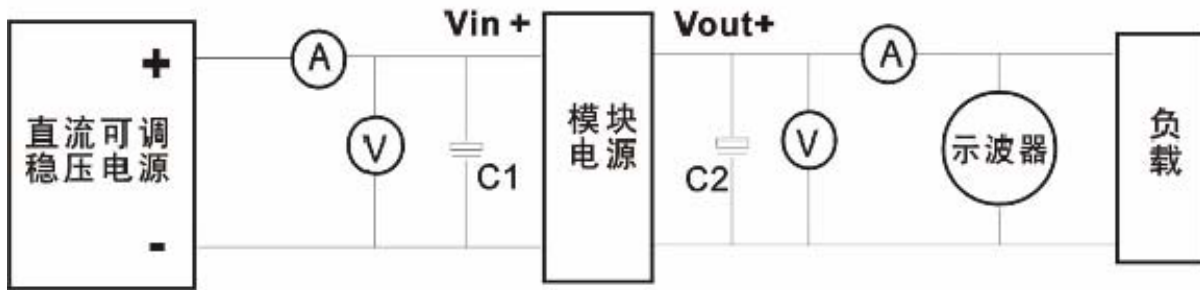 +
-
直流可调
稳压电源
A
V
C1
Vin +
模块
电源
Vout+
C2
V
A
示波器
负
载